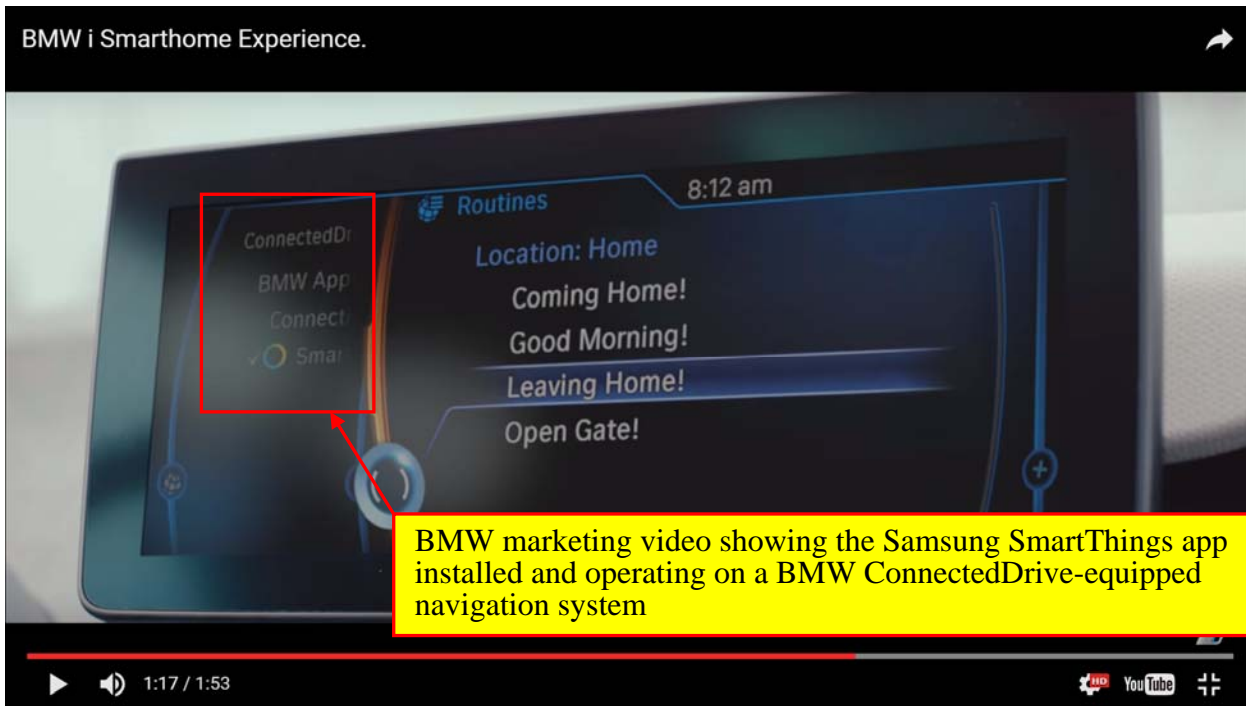 BMW i Smarthome Experience.
8:12 am
Routines
ConnectedDr
Location: Home
BMW App
Coming Home!
Connect
Good Morning!
Smar
Leaving Home!
Open Gate!
BMW marketing video showing the Samsung SmartThings app
installed and operating on a BMW ConnectedDrive-equipped
navigation system
1:17 / 1:53
HD
YouTube